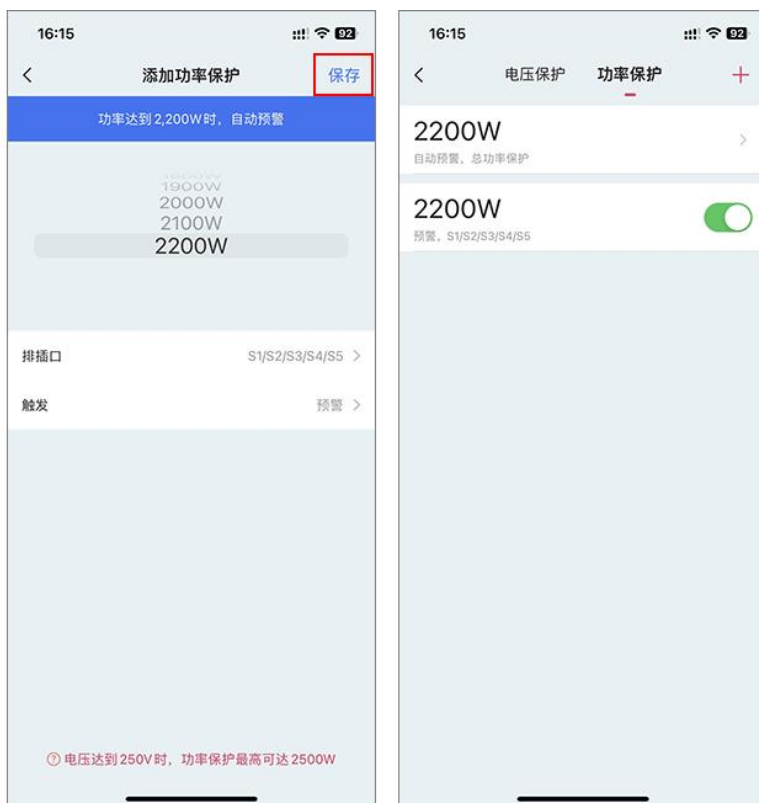 16:15
92
添加功率保护
保存
功率达到2,200W时，自动预警
1800W
1900W
2000W
2100W
2200W
排插口
S1/S2/S3/S4/S5
触发
预警
电压达到250V时，功率保护最高可达2500W
16:15
92
电压保护
功率保护
2200W
自动预警，总功率保护
2200W
预警，S1/S2/S3/S4/S5